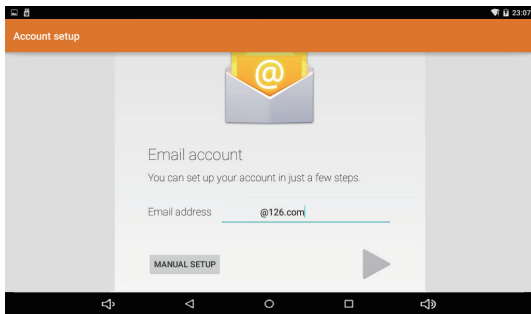 23:07
Account setup
@
Email account
You can set up your account in just a few steps.
Email address @126.com
MANUAL SETUP